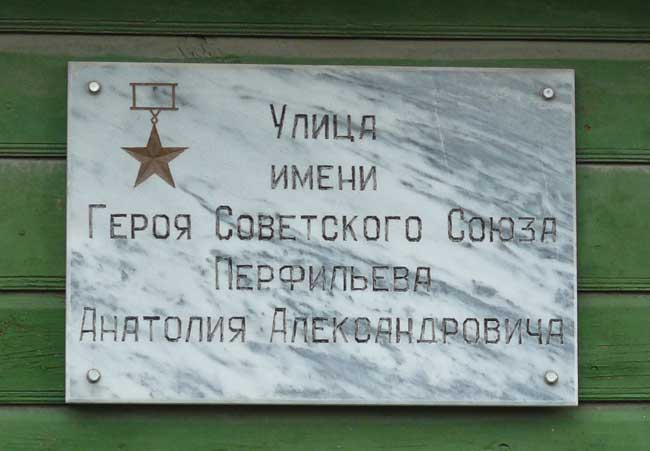 Улица
имени
Героя Советского Союза
Перфильева
Анатолия Александровича